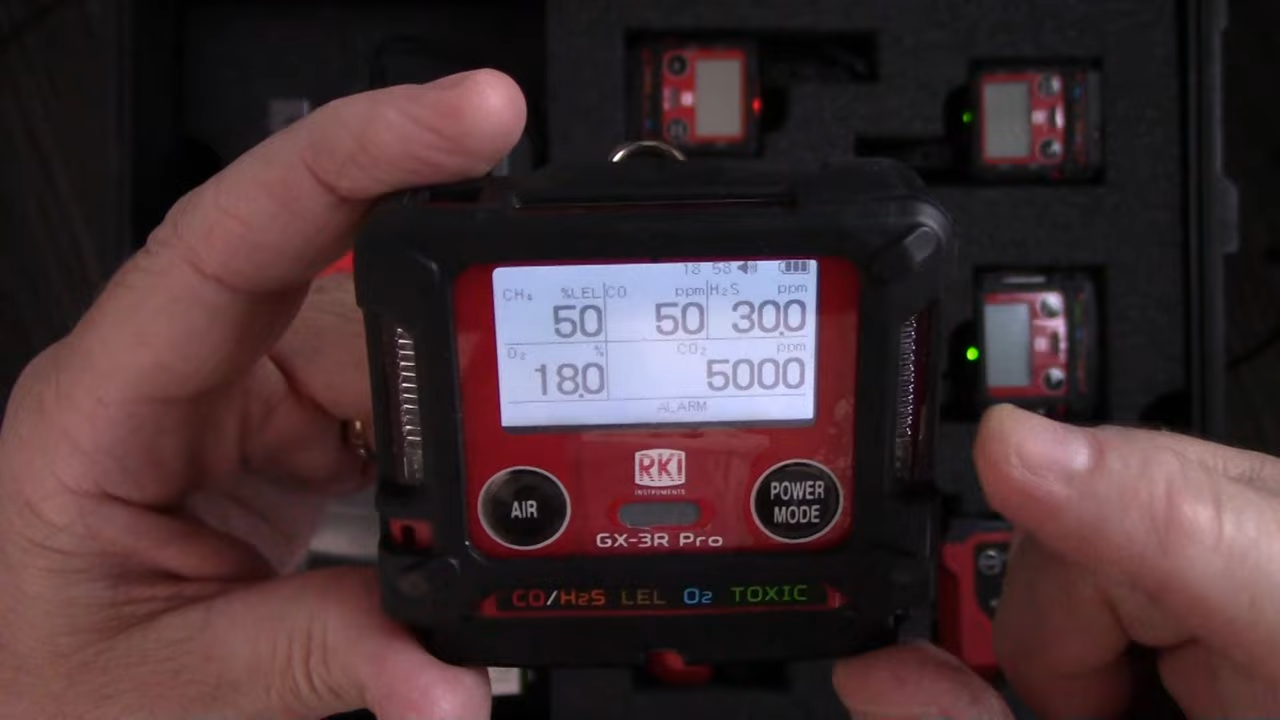 18 58
CH₄ %LEL CO ppm H₂S ppm
50 50 30.0
O₂ % CO₂ ppm
18.0 5000
ALARM
RKI
INSTRUMENTS
AIR
POWER
MODE
GX-3R Pro
CO/H2S LEL O2 TOXIC